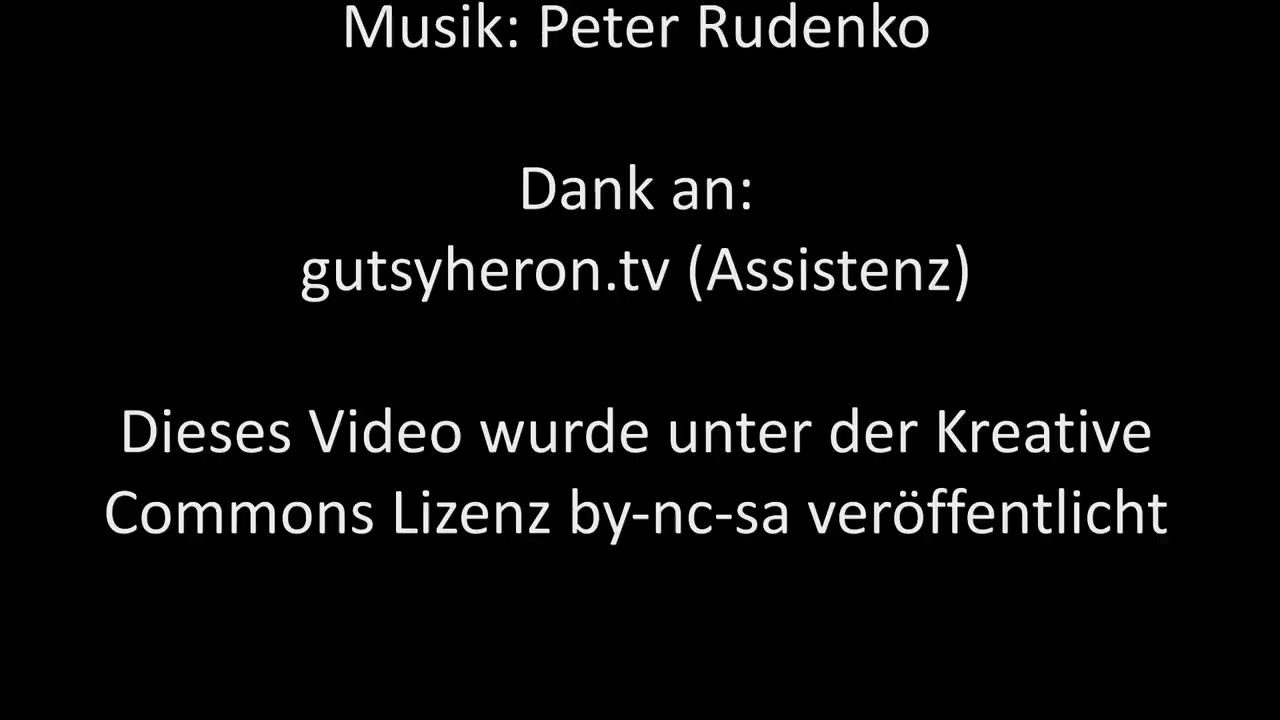 Musik: Peter Rudenko
Dank an:
gutsyheron.tv (Assistenz)
Dieses Video wurde unter der Kreative
Commons Lizenz by-nc-sa veröffentlicht